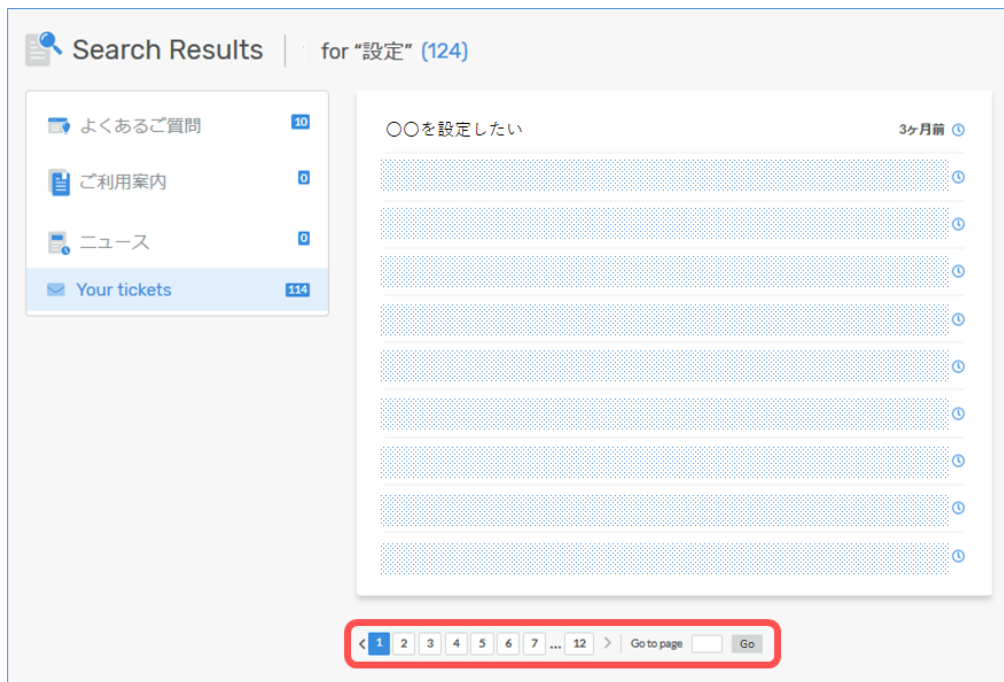 Search Results for “設定” (124)
よくあるご質問 10
ご利用案内 0
ニュース 0
Your tickets 114
〇〇を設定したい 3ヶ月前
< 1 2 3 4 5 6 7 ... 12 > Go to page Go